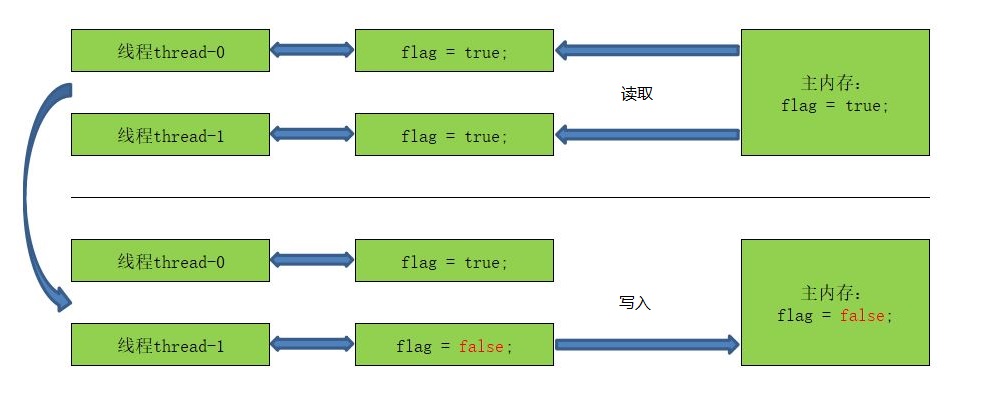 线程thread-0
flag = true;
主内存：
flag = true;
读取
线程thread-1
flag = true;
线程thread-0
flag = true;
主内存：
flag = false;
写入
线程thread-1
flag = false;